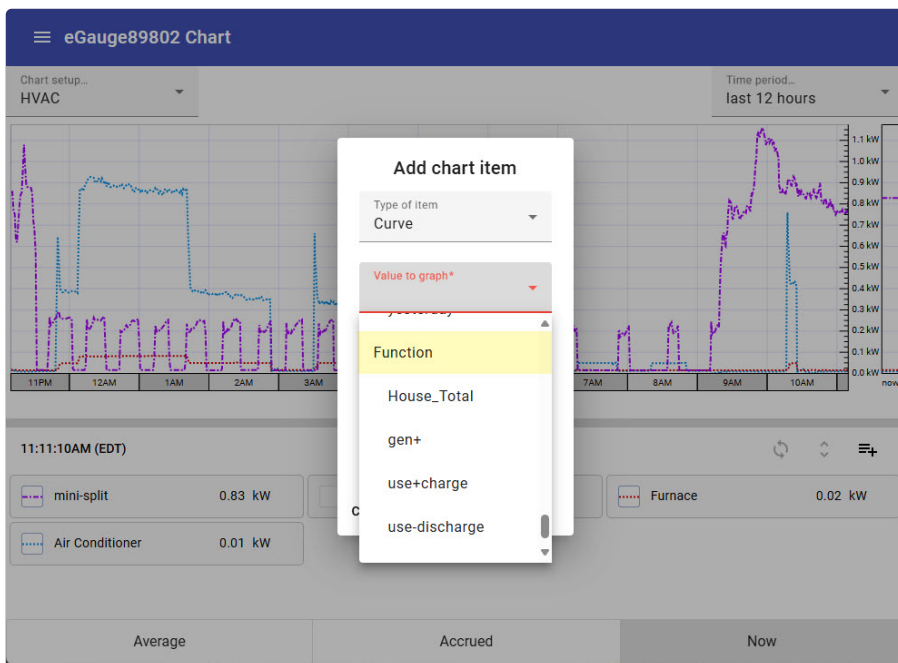 eGauge89802 Chart
Chart setup...
HVAC
Time period...
last 12 hours
Add chart item
Type of item
Curve
Value to graph*
yesterday
Function
House_Total
gen+
use+charge
use-discharge
1.1 kW
1.0 kW
0.9 kW
0.8 kW
0.7 kW
0.6 kW
0.5 kW
0.4 kW
0.3 kW
0.2 kW
0.1 kW
0.0 kW
11PM 12AM 1AM 2AM 3AM 7AM 8AM 9AM 10AM now
11:11:10AM (EDT)
mini-split 0.83 kW
C
Furnace 0.02 kW
Air Conditioner 0.01 kW
Average Accrued Now